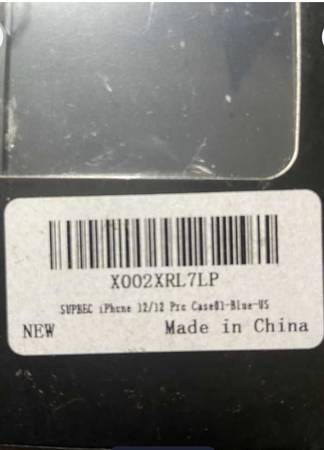 X002XRL7LP
SUPBEC iPhone 12/12 Pro Case01-Blue-US
NEW
Made in China